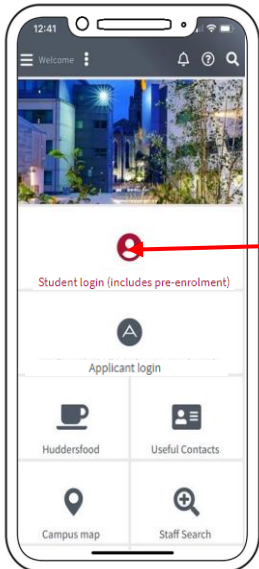 12:41
Welcome
Student login (includes pre-enrolment)
Applicant login
Huddersfood
Useful Contacts
Campus map
Staff Search